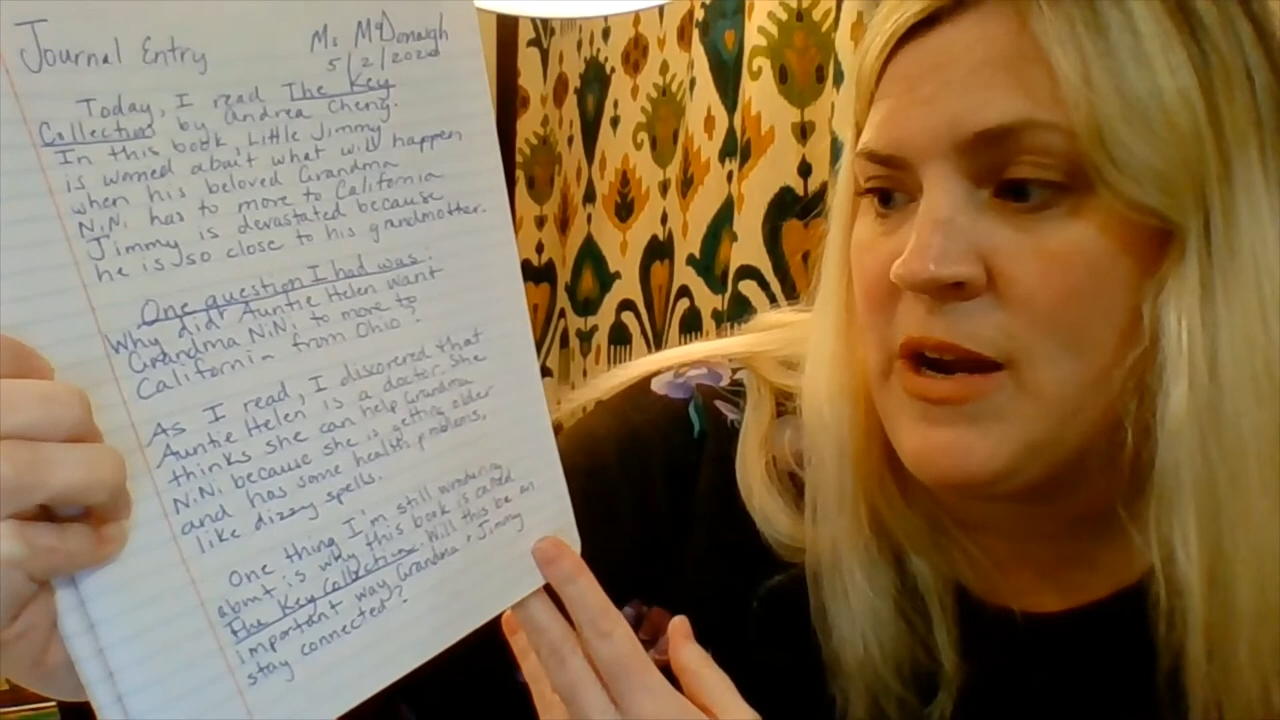 Journal Entry
Ms McDonaugh
5/2/2020
Today, I read The Key
Collection by Andrea Cheng.
In this book, Little Jimmy
is worried about what will happen
when his beloved Grandma
N.N. has to move to California
Jimmy is devastated because
he is so close to his grandmother.
One question I had was:
Why did Auntie Helen want
Grandma N.N. to move to
California from Ohio?
As I read, I discovered that
Auntie Helen is a doctor. She
thinks she can help Grandma
N.N. because she is getting older
and has some health problems,
like dizzy spells.
One thing I'm still wondering
about is why this book is called
The Key Collection. Will this be an
important way Grandma + Jimmy
stay connected?